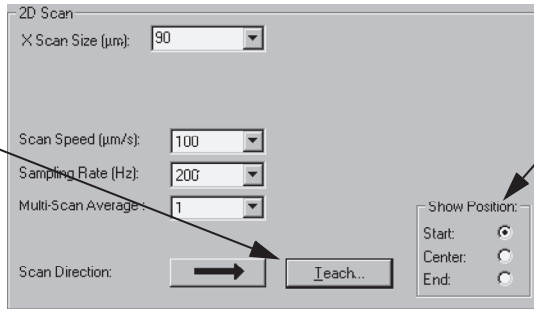 2D Scan
X Scan Size (µm): 90
Scan Speed (µm/s): 100
Sampling Rate (Hz): 200
Multi-Scan Average : 1
Show Position:
Start:
Center:
End:
Scan Direction:
Teach...